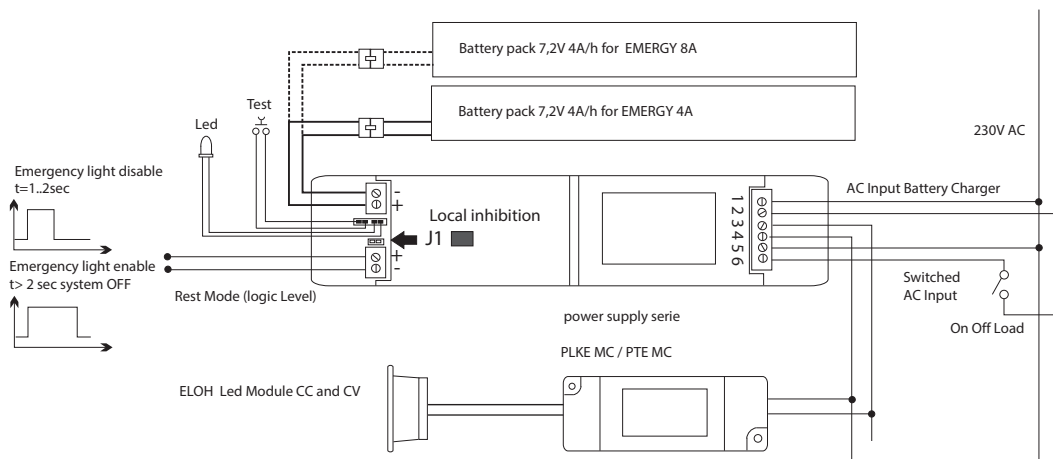 Battery pack 7,2V 4A/h for EMERGY 8A
Battery pack 7,2V 4A/h for EMERGY 4A
Test
Led
230V AC
Emergency light disable
t=1..2sec
AC Input Battery Charger
-
+
Local inhibition
J1
1
2
3
4
5
6
+
-
Emergency light enable
t> 2 sec system OFF
Rest Mode (logic Level)
Switched
AC Input
On Off Load
power supply serie
PLKE MC / PTE MC
ELOH Led Module CC and CV